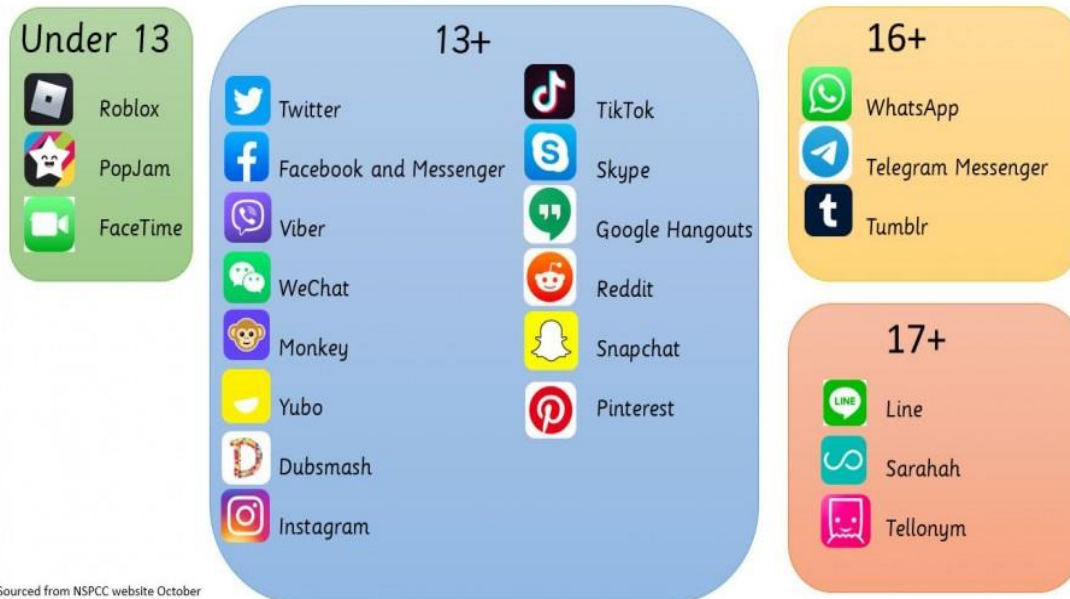 Under 13
Roblox
PopJam
FaceTime
13+
Twitter
Facebook and Messenger
Viber
WeChat
Monkey
Yubo
Dubsmash
Instagram
TikTok
Skype
Google Hangouts
Reddit
Snapchat
Pinterest
16+
WhatsApp
Telegram Messenger
Tumblr
17+
LINE
Line
Sarahah
Tellonym
Sourced from NSPCC website October